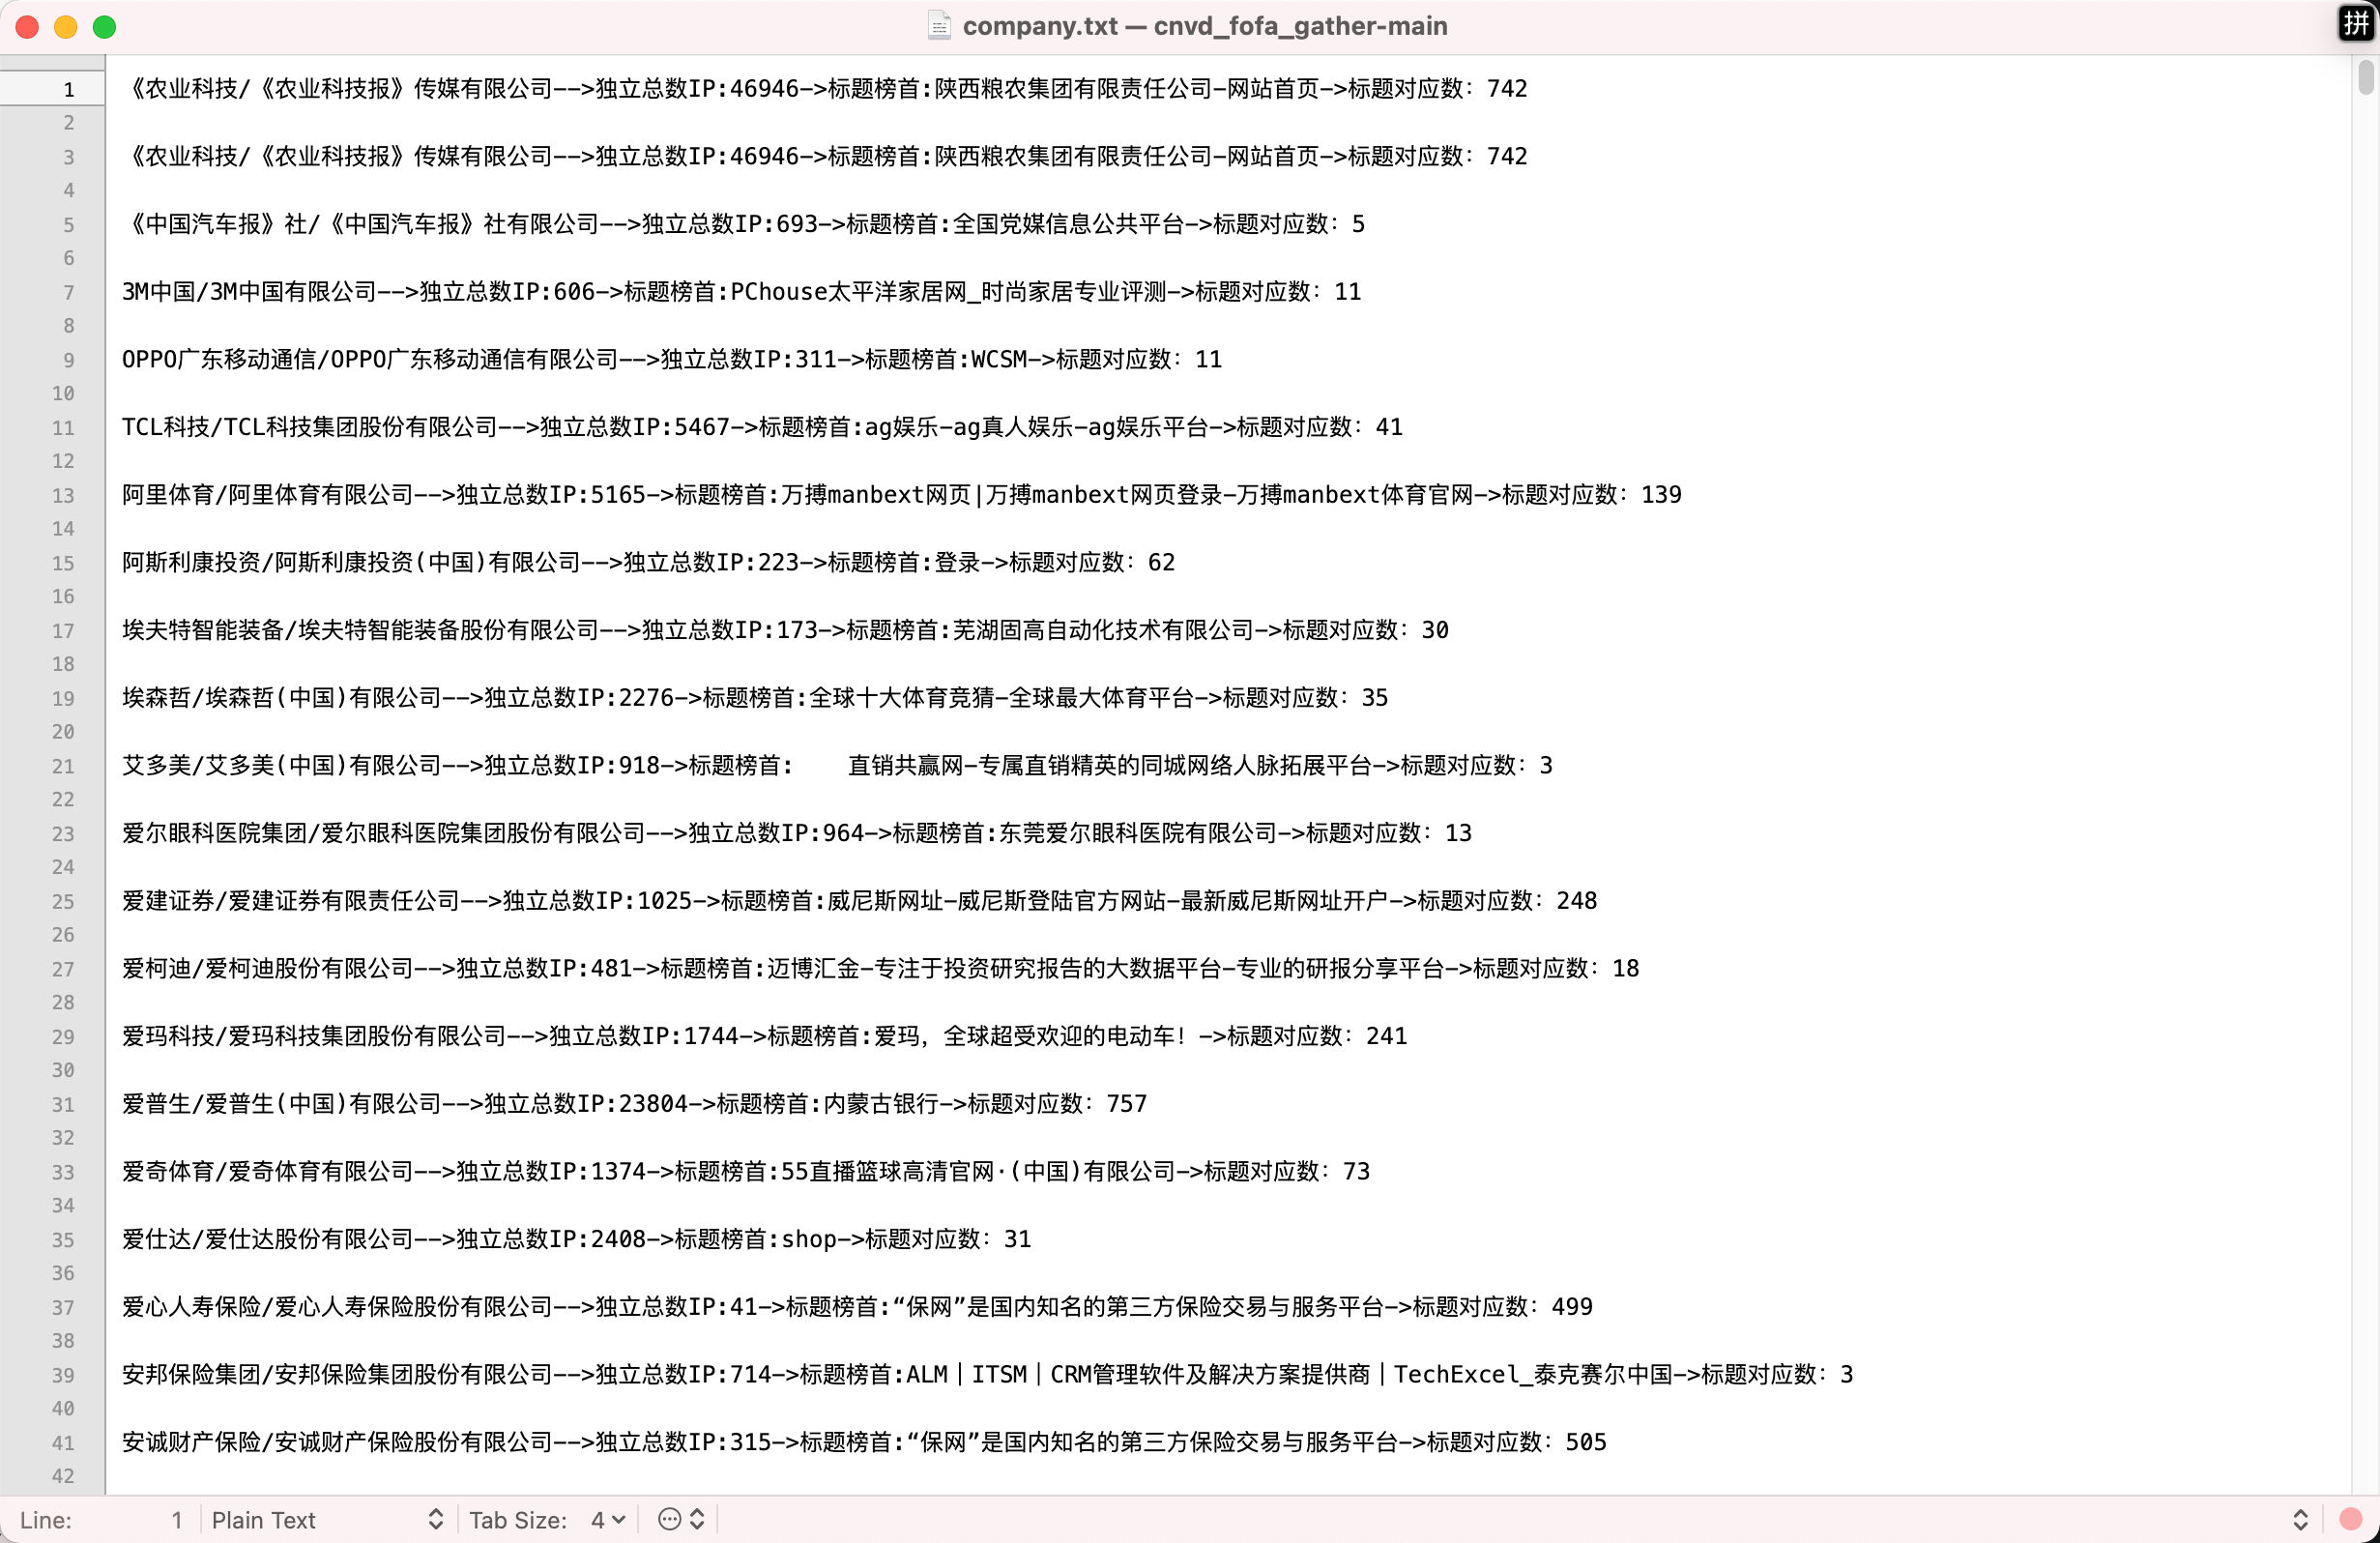 company.txt — cnvd_fofa_gather-main
拼
1 《农业科技/《农业科技报》传媒有限公司-->独立总数IP:46946->标题榜首:陕西粮农集团有限责任公司-网站首页->标题对应数：742
2
3 《农业科技/《农业科技报》传媒有限公司-->独立总数IP:46946->标题榜首:陕西粮农集团有限责任公司-网站首页->标题对应数：742
4
5 《中国汽车报》社/《中国汽车报》社有限公司-->独立总数IP:693->标题榜首:全国党媒信息公共平台->标题对应数：5
6
7 3M中国/3M中国有限公司-->独立总数IP:606->标题榜首:PChouse太平洋家居网_时尚家居专业评测->标题对应数：11
8
9 OPPO广东移动通信/OPPO广东移动通信有限公司-->独立总数IP:311->标题榜首:WCSM->标题对应数：11
10
11 TCL科技/TCL科技集团股份有限公司-->独立总数IP:5467->标题榜首:ag娱乐-ag真人娱乐-ag娱乐平台->标题对应数：41
12
13 阿里体育/阿里体育有限公司-->独立总数IP:5165->标题榜首:万搏manbext网页|万搏manbext网页登录-万搏manbext体育官网->标题对应数：139
14
15 阿斯利康投资/阿斯利康投资(中国)有限公司-->独立总数IP:223->标题榜首:登录->标题对应数：62
16
17 埃夫特智能装备/埃夫特智能装备股份有限公司-->独立总数IP:173->标题榜首:芜湖固高自动化技术有限公司->标题对应数：30
18
19 埃森哲/埃森哲(中国)有限公司-->独立总数IP:2276->标题榜首:全球十大体育竞猜-全球最大体育平台->标题对应数：35
20
21 艾多美/艾多美(中国)有限公司-->独立总数IP:918->标题榜首:    直销共赢网-专属直销精英的同城网络人脉拓展平台->标题对应数：3
22
23 爱尔眼科医院集团/爱尔眼科医院集团股份有限公司-->独立总数IP:964->标题榜首:东莞爱尔眼科医院有限公司->标题对应数：13
24
25 爱建证券/爱建证券有限责任公司-->独立总数IP:1025->标题榜首:威尼斯网址-威尼斯登陆官方网站-最新威尼斯网址开户->标题对应数：248
26
27 爱柯迪/爱柯迪股份有限公司-->独立总数IP:481->标题榜首:迈博汇金-专注于投资研究报告的大数据平台-专业的研报分享平台->标题对应数：18
28
29 爱玛科技/爱玛科技集团股份有限公司-->独立总数IP:1744->标题榜首:爱玛，全球超受欢迎的电动车！->标题对应数：241
30
31 爱普生/爱普生(中国)有限公司-->独立总数IP:23804->标题榜首:内蒙古银行->标题对应数：757
32
33 爱奇体育/爱奇体育有限公司-->独立总数IP:1374->标题榜首:55直播篮球高清官网·(中国)有限公司->标题对应数：73
34
35 爱仕达/爱仕达股份有限公司-->独立总数IP:2408->标题榜首:shop->标题对应数：31
36
37 爱心人寿保险/爱心人寿保险股份有限公司-->独立总数IP:41->标题榜首:“保网”是国内知名的第三方保险交易与服务平台->标题对应数：499
38
39 安邦保险集团/安邦保险集团股份有限公司-->独立总数IP:714->标题榜首:ALM｜ITSM｜CRM管理软件及解决方案提供商｜TechExcel_泰克赛尔中国->标题对应数：3
40
41 安诚财产保险/安诚财产保险股份有限公司-->独立总数IP:315->标题榜首:“保网”是国内知名的第三方保险交易与服务平台->标题对应数：505
42
Line: 1 Plain Text Tab Size: 4